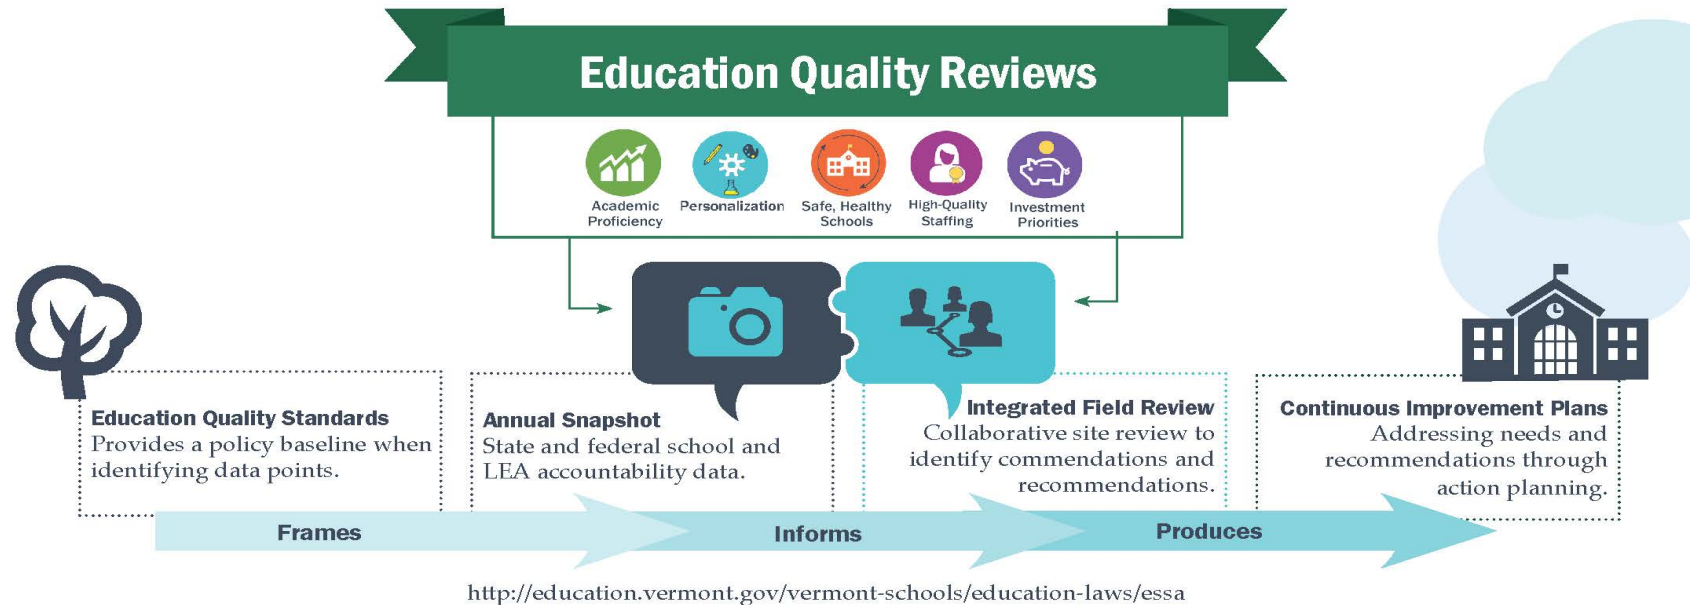 Education Quality Reviews
Academic
Proficiency
Personalization
Safe, Healthy
Schools
High-Quality
Staffing
Investment
Priorities
Education Quality Standards
Provides a policy baseline when
identifying data points.
Annual Snapshot
State and federal school and
LEA accountability data.
Integrated Field Review
Collaborative site review to
identify commendations and
recommendations.
Continuous Improvement Plans
Addressing needs and
recommendations through
action planning.
Frames
Informs
Produces
http://education.vermont.gov/vermont-schools/education-laws/essa